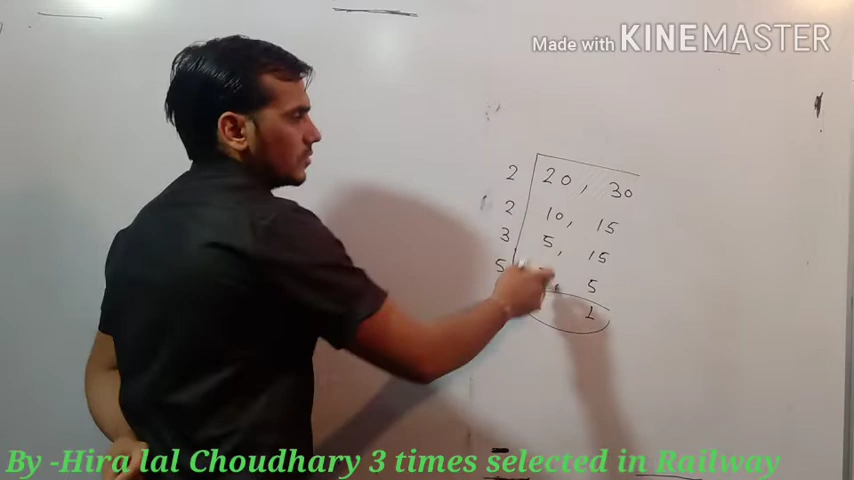 Made with KINEMASTER
2 20, 30
2 10, 15
3 5, 15
5 5
1
By -Hira lal Choudhary 3 times selected in Railway